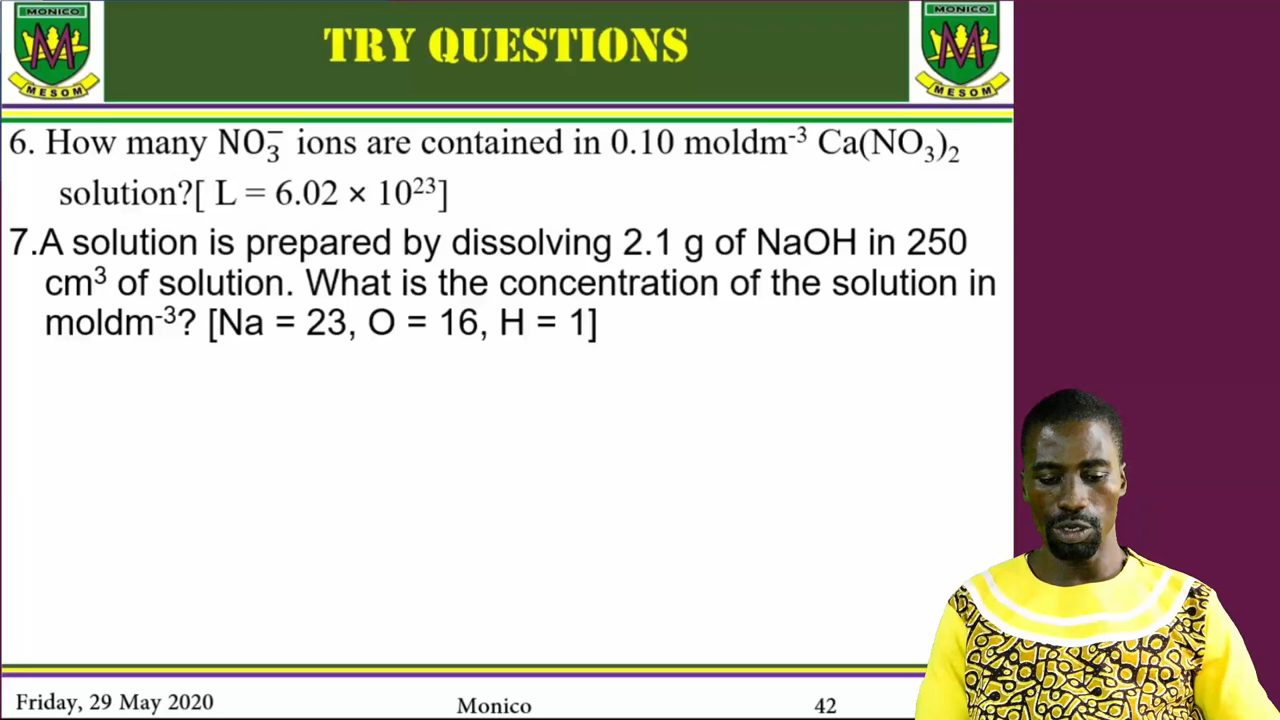 MONICO
M
MESOM
TRY QUESTIONS
MONICO
M
MESOM
6. How many NO₃⁻ ions are contained in 0.10 moldm⁻³ Ca(NO₃)₂
solution?[ L = 6.02 × 10²³]
7.A solution is prepared by dissolving 2.1 g of NaOH in 250
cm³ of solution. What is the concentration of the solution in
moldm⁻³? [Na = 23, O = 16, H = 1]
Friday, 29 May 2020
Monico
42